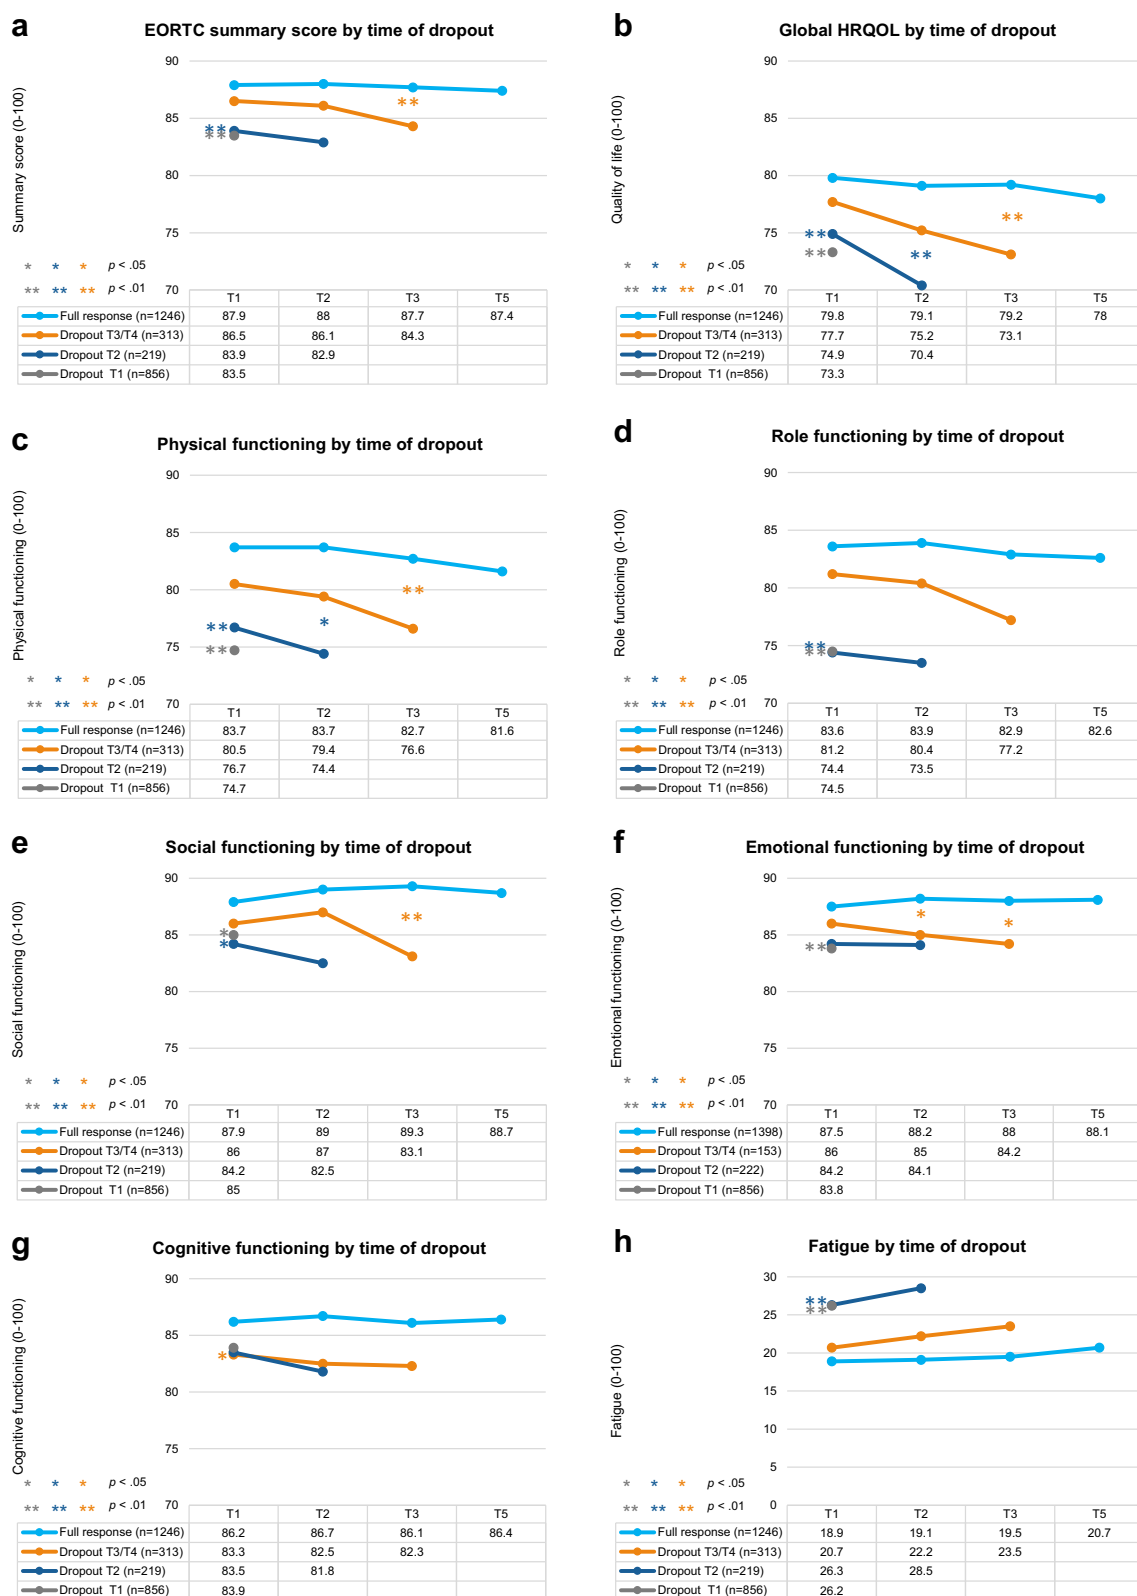 a
EORTC summary score by time of dropout
Summary score (0-100)
90
85
80
75
70
**
**
**
* * * p < .05
** ** ** p < .01
T1 T2 T3 T5
Full response (n=1246) 87.9 88 87.7 87.4
Dropout T3/T4 (n=313) 86.5 86.1 84.3
Dropout T2 (n=219) 83.9 82.9
Dropout T1 (n=856) 83.5
b
Global HRQOL by time of dropout
Quality of life (0-100)
90
85
80
75
70
**
**
**
**
* * * p < .05
** ** ** p < .01
T1 T2 T3 T5
Full response (n=1246) 79.8 79.1 79.2 78
Dropout T3/T4 (n=313) 77.7 75.2 73.1
Dropout T2 (n=219) 74.9 70.4
Dropout T1 (n=856) 73.3
c
Physical functioning by time of dropout
Physical functioning (0-100)
90
85
80
75
70
**
*
**
**
* * * p < .05
** ** ** p < .01
T1 T2 T3 T5
Full response (n=1246) 83.7 83.7 82.7 81.6
Dropout T3/T4 (n=313) 80.5 79.4 76.6
Dropout T2 (n=219) 76.7 74.4
Dropout T1 (n=856) 74.7
d
Role functioning by time of dropout
Role functioning (0-100)
90
85
80
75
70
**
**
* * * p < .05
** ** ** p < .01
T1 T2 T3 T5
Full response (n=1246) 83.6 83.9 82.9 82.6
Dropout T3/T4 (n=313) 81.2 80.4 77.2
Dropout T2 (n=219) 74.4 73.5
Dropout T1 (n=856) 74.5
e
Social functioning by time of dropout
Social functioning (0-100)
90
85
80
75
70
**
*
*
* * * p < .05
** ** ** p < .01
T1 T2 T3 T5
Full response (n=1246) 87.9 89 89.3 88.7
Dropout T3/T4 (n=313) 86 87 83.1
Dropout T2 (n=219) 84.2 82.5
Dropout T1 (n=856) 85
f
Emotional functioning by time of dropout
Emotional functioning (0-100)
90
85
80
75
70
*
*
**
* * * p < .05
** ** ** p < .01
T1 T2 T3 T5
Full response (n=1398) 87.5 88.2 88 88.1
Dropout T3/T4 (n=153) 86 85 84.2
Dropout T2 (n=222) 84.2 84.1
Dropout T1 (n=856) 83.8
g
Cognitive functioning by time of dropout
Cognitive functioning (0-100)
90
85
80
75
70
*
* * * p < .05
** ** ** p < .01
T1 T2 T3 T5
Full response (n=1246) 86.2 86.7 86.1 86.4
Dropout T3/T4 (n=313) 83.3 82.5 82.3
Dropout T2 (n=219) 83.5 81.8
Dropout T1 (n=856) 83.9
h
Fatigue by time of dropout
Fatigue (0-100)
30
25
20
15
10
5
0
**
**
* * * p < .05
** ** ** p < .01
T1 T2 T3 T5
Full response (n=1246) 18.9 19.1 19.5 20.7
Dropout T3/T4 (n=313) 20.7 22.2 23.5
Dropout T2 (n=219) 26.3 28.5
Dropout T1 (n=856) 26.2